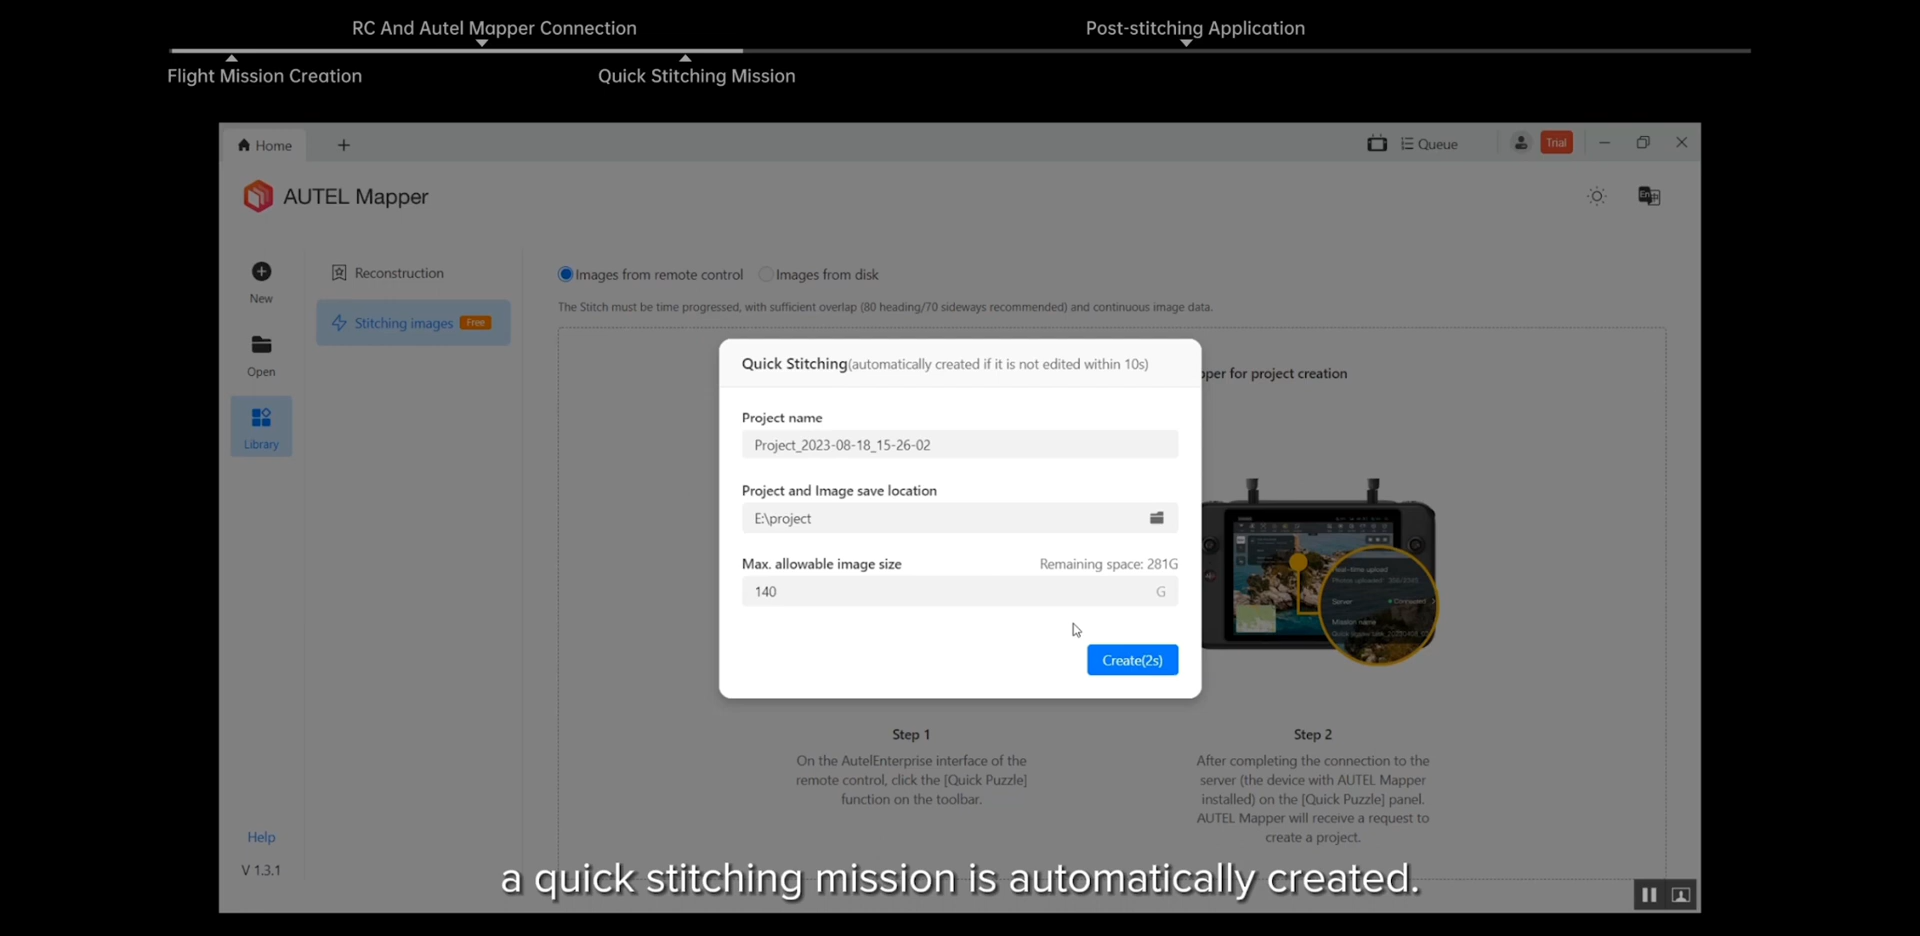 RC And Autel Mapper Connection
Post-stitching Application
Flight Mission Creation
Quick Stitching Mission
Home
+
Queue
Trial
AUTEL Mapper
New
Open
Library
Reconstruction
Stitching images Free
Images from remote control
Images from disk
The Stitch must be time progressed, with sufficient overlap (80 heading/70 sideways recommended) and continuous image data.
for project creation
Quick Stitching(automatically created if it is not edited within 10s)
Project name
Project_2023-08-18_15-26-02
Project and Image save location
E:\project
Max. allowable image size
Remaining space: 281G
140
G
Create(2s)
Server
Mission name
Step 1
On the AutelEnterprise interface of the
remote control, click the [Quick Puzzle]
function on the toolbar.
Step 2
After completing the connection to the
server (the device with AUTEL Mapper
installed) on the [Quick Puzzle] panel.
AUTEL Mapper will receive a request to
create a project.
Help
V 1.3.1
a quick stitching mission is automatically created.